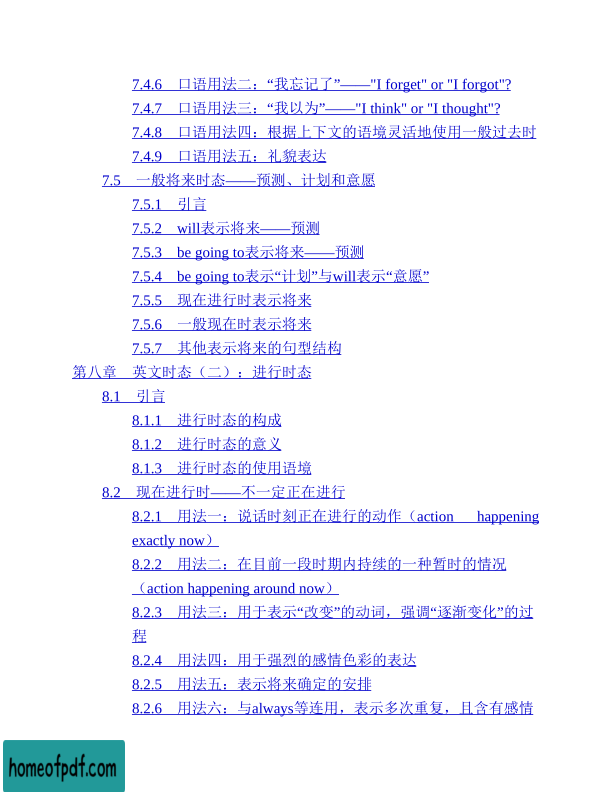 7.4.6 口语用法二：“我忘记了”——"I forget" or "I forgot"?
7.4.7 口语用法三：“我以为”——"I think" or "I thought"?
7.4.8 口语用法四：根据上下文的语境灵活地使用一般过去时
7.4.9 口语用法五：礼貌表达
7.5 一般将来时态——预测、计划和意愿
7.5.1 引言
7.5.2 will表示将来——预测
7.5.3 be going to表示将来——预测
7.5.4 be going to表示“计划”与will表示“意愿”
7.5.5 现在进行时表示将来
7.5.6 一般现在时表示将来
7.5.7 其他表示将来的句型结构
第八章 英文时态（二）：进行时态
8.1 引言
8.1.1 进行时态的构成
8.1.2 进行时态的意义
8.1.3 进行时态的使用语境
8.2 现在进行时——不一定正在进行
8.2.1 用法一：说话时刻正在进行的动作（action happening
exactly now）
8.2.2 用法二：在目前一段时期内持续的一种暂时的情况
（action happening around now）
8.2.3 用法三：用于表示“改变”的动词，强调“逐渐变化”的过
程
8.2.4 用法四：用于强烈的感情色彩的表达
8.2.5 用法五：表示将来确定的安排
8.2.6 用法六：与always等连用，表示多次重复，且含有感情
homeofpdf.com